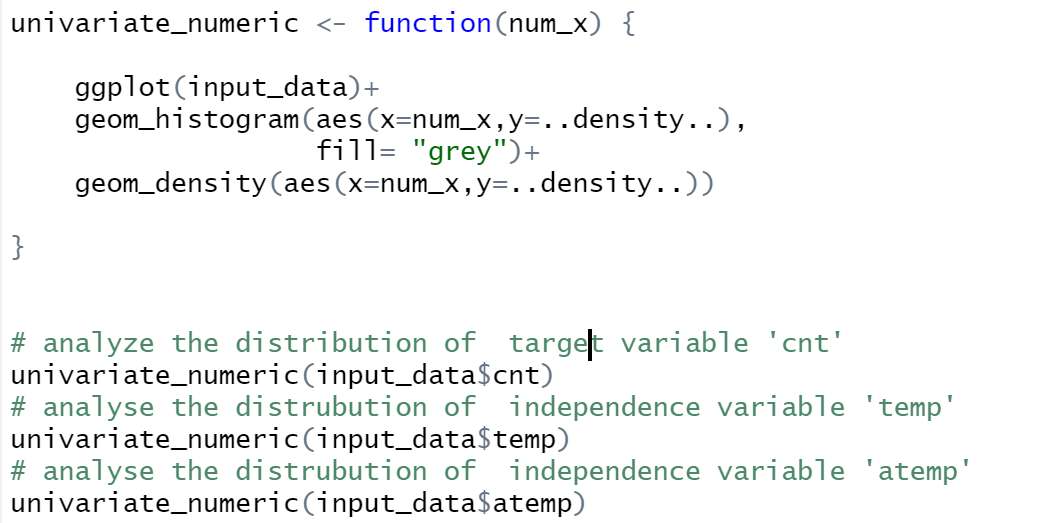 univariate_numeric <- function(num_x) {
ggplot(input_data)+
geom_histogram(aes(x=num_x,y=..density..),
fill= "grey")+
geom_density(aes(x=num_x,y=..density..))
}
# analyze the distribution of  target variable 'cnt'
univariate_numeric(input_data$cnt)
# analyse the distrubution of  independence variable 'temp'
univariate_numeric(input_data$temp)
# analyse the distrubution of  independence variable 'atemp'
univariate_numeric(input_data$atemp)